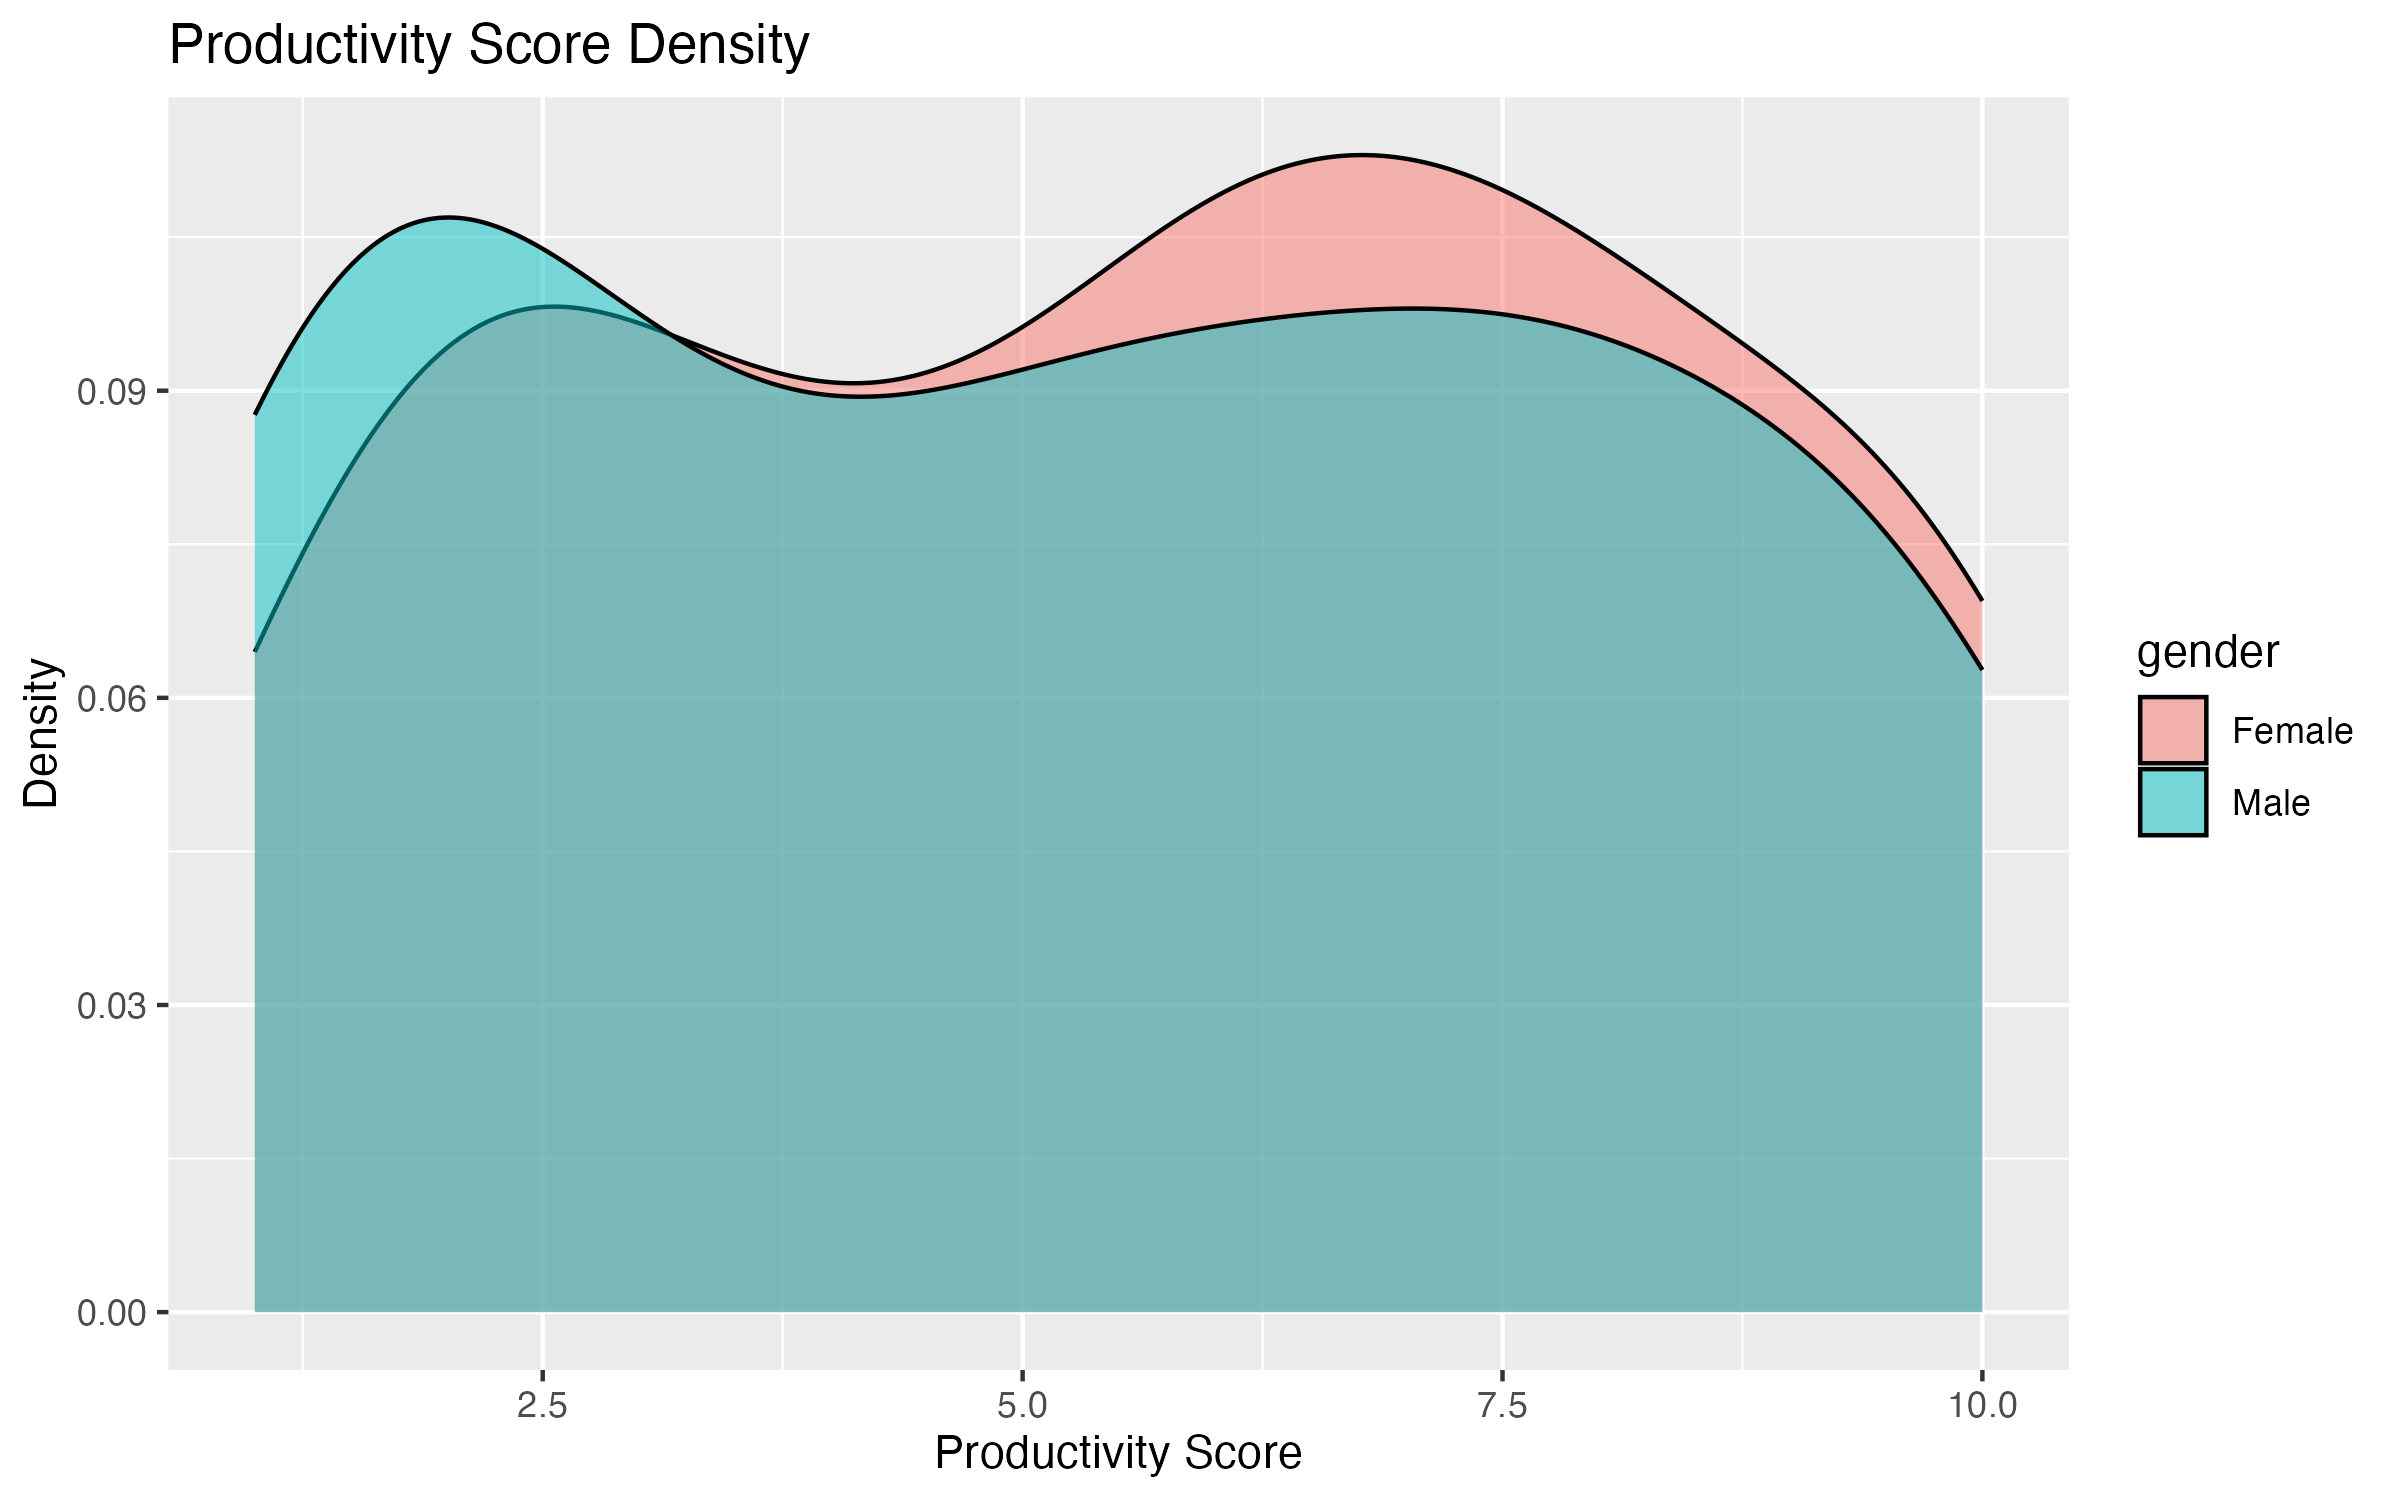 Productivity Score Density
Density
0.09
0.06
0.03
0.00
2.5 5.0 7.5 10.0
Productivity Score
gender
Female
Male